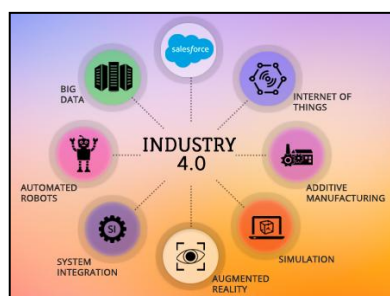 salesforce
BIG
DATA
INTERNET OF
THINGS
INDUSTRY
4.0
AUTOMATED
ROBOTS
ADDITIVE
MANUFACTURING
SI
SYSTEM
INTEGRATION
SIMULATION
AUGMENTED
REALITY